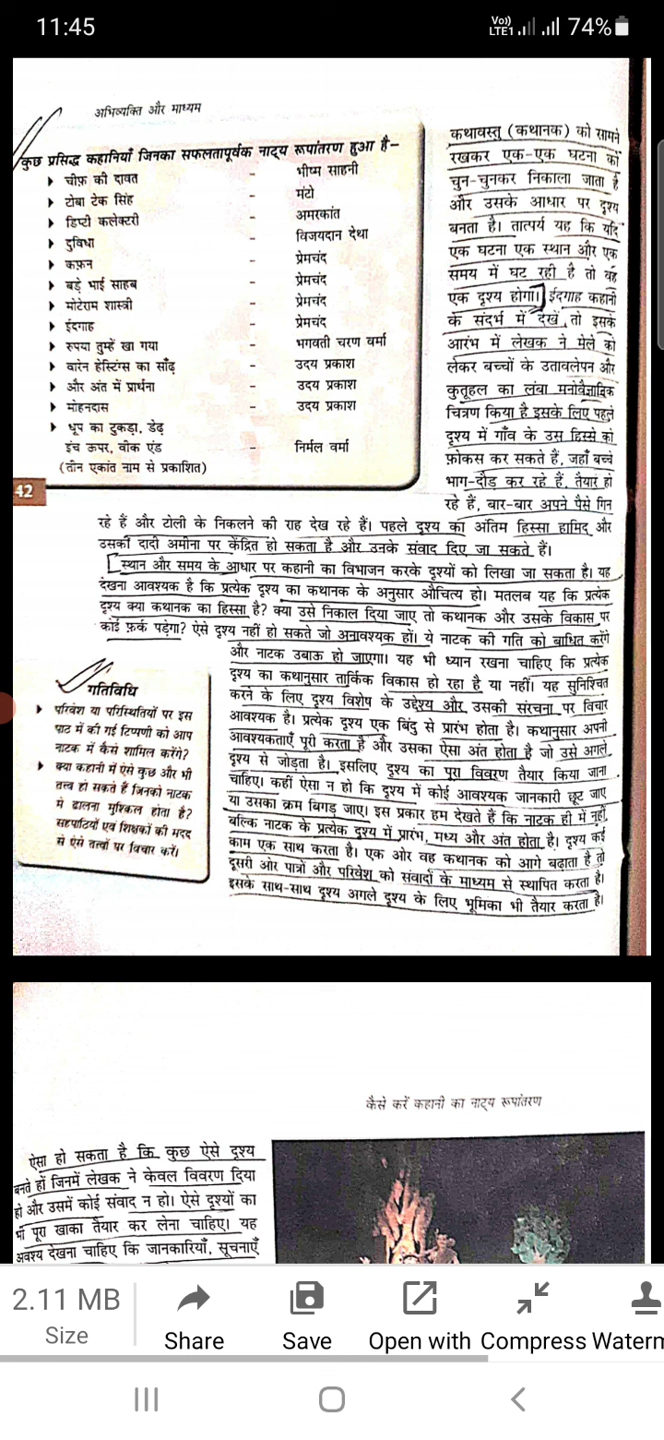 11:45
Vo)) LTE1 74%
अभिव्यक्ति और माध्यम
कुछ प्रसिद्ध कहानियाँ जिनका सफलतापूर्वक नाट्य रूपांतरण हुआ है–
चीफ़ की दावत - भीष्म साहनी
टोबा टेक सिंह - मंटो
डिप्टी कलेक्टरी - अमरकांत
दुविधा - विजयदान देथा
कफ़न - प्रेमचंद
बड़े भाई साहब - प्रेमचंद
मोटेराम शास्त्री - प्रेमचंद
ईदगाह - प्रेमचंद
रुपया तुम्हें खा गया - भगवती चरण वर्मा
वारेन हेस्टिंग्स का साँढ़ - उदय प्रकाश
और अंत में प्रार्थना - उदय प्रकाश
मोहनदास - उदय प्रकाश
धूप का टुकड़ा, डेढ़
इंच ऊपर, वीक एंड - निर्मल वर्मा
(तीन एकांत नाम से प्रकाशित)
42
कथावस्तु (कथानक) को सामने
रखकर एक-एक घटना को
चुन-चुनकर निकाला जाता है
और उसके आधार पर दृश्य
बनता है। तात्पर्य यह कि यदि
एक घटना एक स्थान और एक
समय में घट रही है तो वह
एक दृश्य होगा। ईदगाह कहानी
के संदर्भ में देखें तो इसके
आरंभ में लेखक ने मेले को
लेकर बच्चों के उतावलेपन और
कुतूहल का लंबा मनोवैज्ञानिक
चित्रण किया है इसके लिए पहले
दृश्य में गाँव के उस हिस्से को
फ़ोकस कर सकते हैं, जहाँ बच्चे
भाग-दौड़ कर रहे हैं, तैयार हो
रहे हैं, बार-बार अपने पैसे गिन
रहे हैं और टोली के निकलने की राह देख रहे हैं। पहले दृश्य का अंतिम हिस्सा हामिद और
उसकी दादी अमीना पर केंद्रित हो सकता है और उनके संवाद दिए जा सकते हैं।
स्थान और समय के आधार पर कहानी का विभाजन करके दृश्यों को लिखा जा सकता है। यह
देखना आवश्यक है कि प्रत्येक दृश्य का कथानक के अनुसार औचित्य हो। मतलब यह कि प्रत्येक
दृश्य क्या कथानक का हिस्सा है? क्या उसे निकाल दिया जाए तो कथानक और उसके विकास पर
कोई फ़र्क पड़ेगा? ऐसे दृश्य नहीं हो सकते जो अनावश्यक हों। ये नाटक की गति को बाधित करेंगे
और नाटक उबाऊ हो जाएगा। यह भी ध्यान रखना चाहिए कि प्रत्येक
दृश्य का कथानुसार तार्किक विकास हो रहा है या नहीं। यह सुनिश्चित
करने के लिए दृश्य विशेष के उद्देश्य और उसकी संरचना पर विचार
आवश्यक है। प्रत्येक दृश्य एक बिंदु से प्रारंभ होता है। कथानुसार अपनी
आवश्यकताएँ पूरी करता है और उसका ऐसा अंत होता है जो उसे अगले
दृश्य से जोड़ता है। इसलिए दृश्य का पूरा विवरण तैयार किया जाना
चाहिए। कहीं ऐसा न हो कि दृश्य में कोई आवश्यक जानकारी छूट जाए
या उसका क्रम बिगड़ जाए। इस प्रकार हम देखते हैं कि नाटक ही में नहीं
बल्कि नाटक के प्रत्येक दृश्य में प्रारंभ, मध्य और अंत होता है। दृश्य कई
काम एक साथ करता है। एक ओर वह कथानक को आगे बढ़ाता है तो
दूसरी ओर पात्रों और परिवेश को संवादों के माध्यम से स्थापित करता है।
इसके साथ-साथ दृश्य अगले दृश्य के लिए भूमिका भी तैयार करता है।
गतिविधि
परिवेश या परिस्थितियों पर इस
पाठ में की गई टिप्पणी को आप
नाटक में कैसे शामिल करेंगे?
क्या कहानी में ऐसे कुछ और भी
तत्त्व हो सकते हैं जिनको नाटक
में ढालना मुश्किल होता है?
सहपाठियों एवं शिक्षकों की मदद
से ऐसे तत्वों पर विचार करें।
कैसे करें कहानी का नाट्य रूपांतरण
ऐसा हो सकता है कि कुछ ऐसे दृश्य
बनते हों जिनमें लेखक ने केवल विवरण दिया
हो और उसमें कोई संवाद न हो। ऐसे दृश्यों का
भी पूरा खाका तैयार कर लेना चाहिए। यह
अवश्य देखना चाहिए कि जानकारियाँ, सूचनाएँ
2.11 MB
Size
Share
Save
Open with
Compress
Waterm